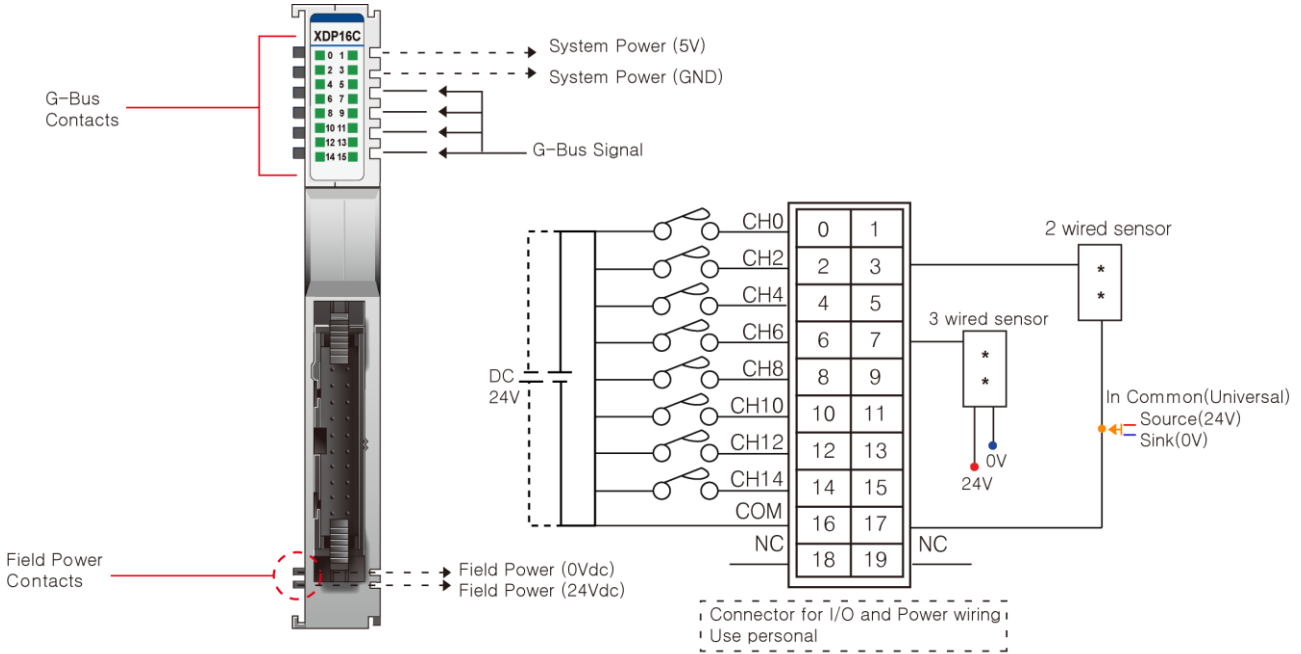 XDP16C
0 1
2 3
4 5
6 7
8 9
10 11
12 13
14 15
G-Bus
Contacts
System Power (5V)
System Power (GND)
G-Bus Signal
Field Power
Contacts
Field Power (0Vdc)
Field Power (24Vdc)
DC
24V
CH0
CH2
CH4
CH6
CH8
CH10
CH12
CH14
COM
NC
0 1
2 3
4 5
6 7
8 9
10 11
12 13
14 15
16 17
18 19
NC
2 wired sensor
* 
*
3 wired sensor
*
*
0V
24V
In Common(Universal)
Source(24V)
Sink(0V)
Connector for I/O and Power wiring
Use personal